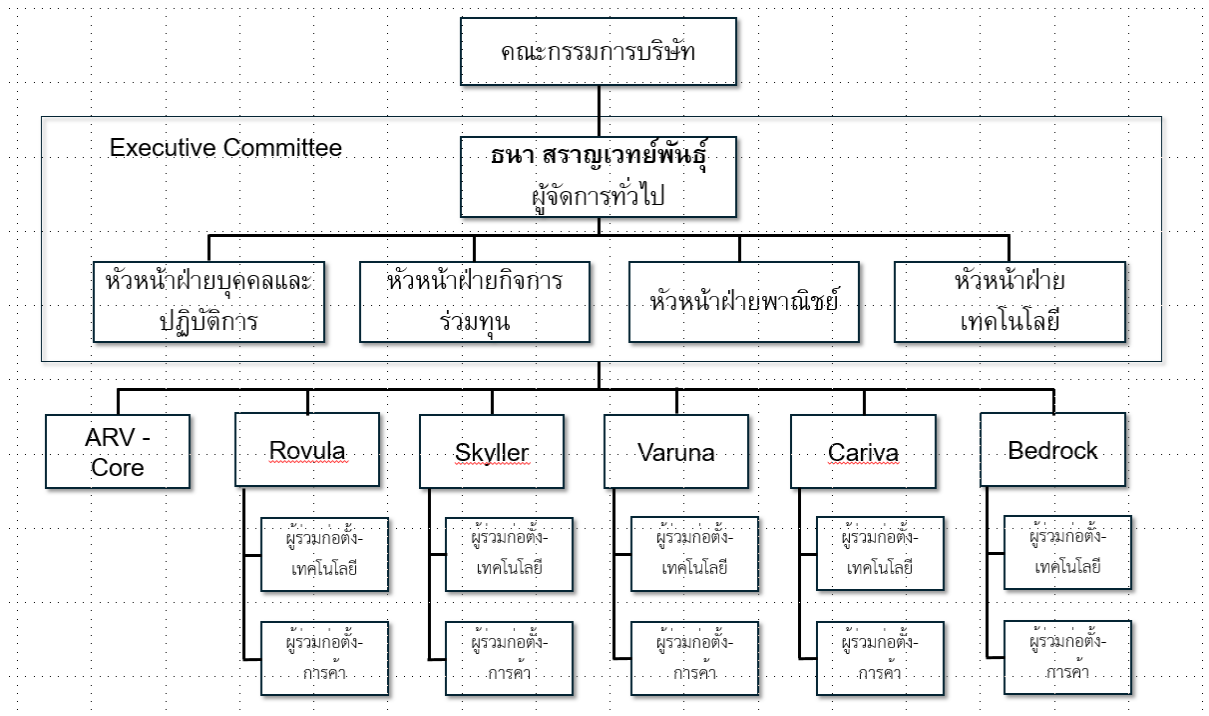 คณะกรรมการบริษัท
Executive Committee
ธนา สราญเวทย์พันธุ์
ผู้จัดการทั่วไป
หัวหน้าฝ่ายบุคคลและ
ปฏิบัติการ
หัวหน้าฝ่ายกิจการ
ร่วมทุน
หัวหน้าฝ่ายพาณิชย์
หัวหน้าฝ่าย
เทคโนโลยี
ARV -
Core
Rovula
Skyller
Varuna
Cariva
Bedrock
ผู้ร่วมก่อตั้ง-
เทคโนโลยี
ผู้ร่วมก่อตั้ง-
เทคโนโลยี
ผู้ร่วมก่อตั้ง-
เทคโนโลยี
ผู้ร่วมก่อตั้ง-
เทคโนโลยี
ผู้ร่วมก่อตั้ง-
เทคโนโลยี
ผู้ร่วมก่อตั้ง-
การค้า
ผู้ร่วมก่อตั้ง-
การค้า
ผู้ร่วมก่อตั้ง-
การค้า
ผู้ร่วมก่อตั้ง-
การค้า
ผู้ร่วมก่อตั้ง-
การค้า